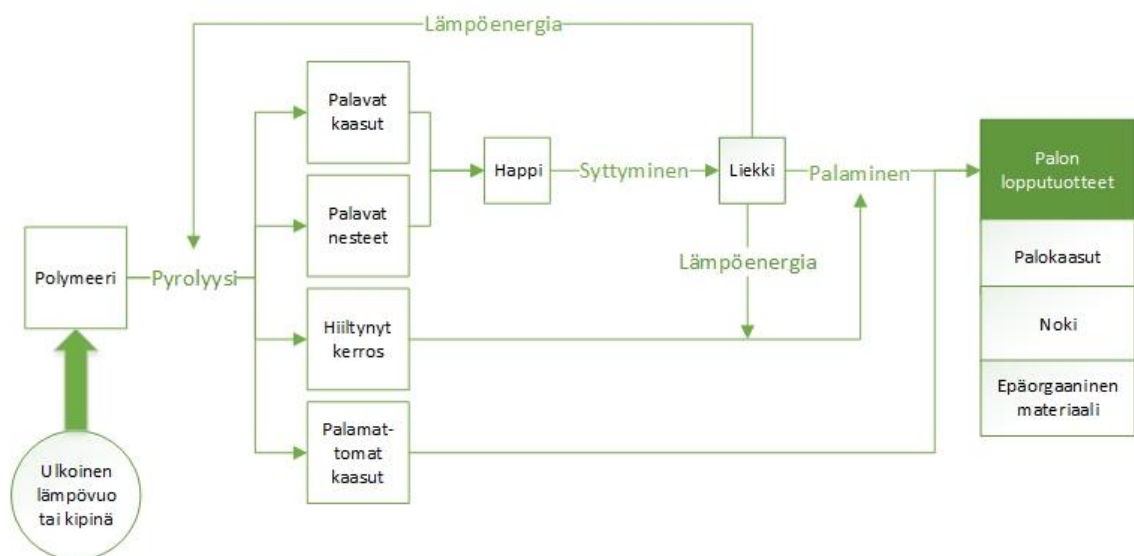 Lämpöenergia
Palavat
kaasut
Happi
Syttyminen
Liekki
Palaminen
Palon
lopputuotteet
Palavat
nesteet
Polymeeri
Pyrolyysi
Lämpöenergia
Palokaasut
Hiiltynyt
kerros
Noki
Epäorgaaninen
materiaali
Palamat-
tomat
kaasut
Ulkoinen
lämpövuo
tai kipinä